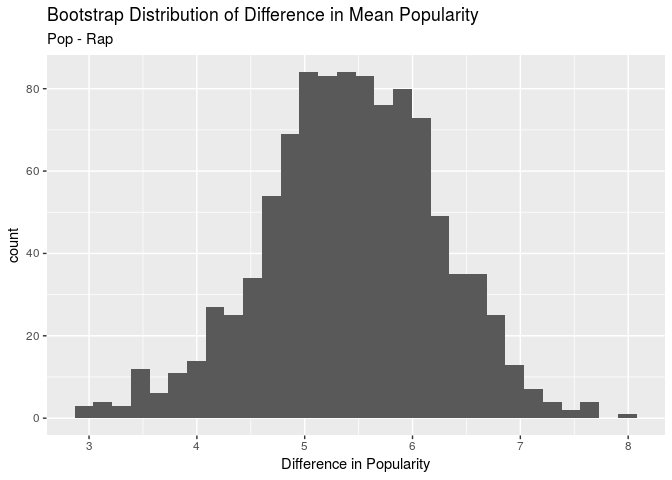 Bootstrap Distribution of Difference in Mean Popularity
Pop - Rap
80
60
40
20
0
count
3 4 5 6 7 8
Difference in Popularity